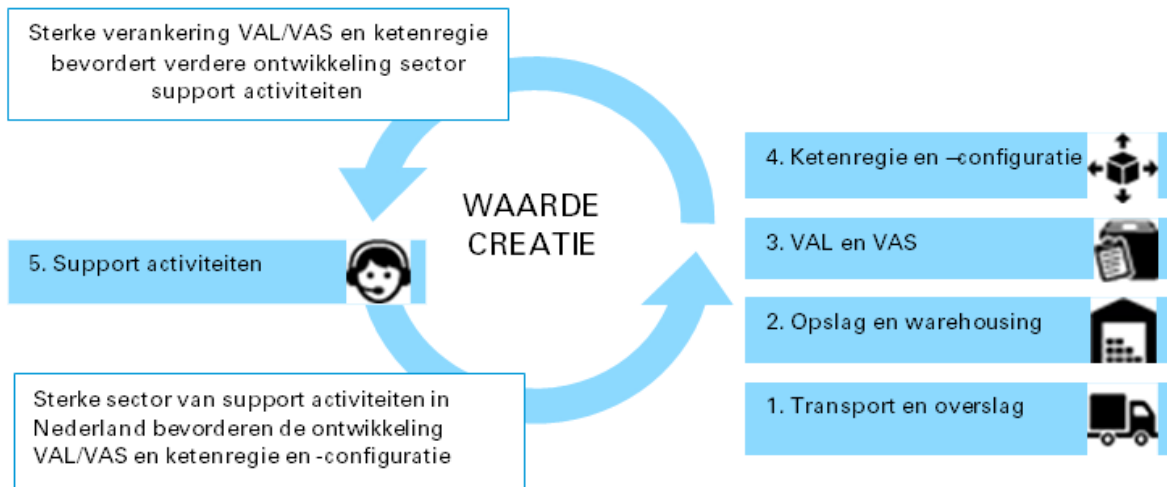 Sterke verankering VAL/VAS en ketenregie
bevordert verdere ontwikkeling sector
support activiteiten
WAARDE
CREATIE
5. Support activiteiten
Sterke sector van support activiteiten in
Nederland bevorderen de ontwikkeling
VAL/VAS en ketenregie en -configuratie
4. Ketenregie en –configuratie
3. VAL en VAS
2. Opslag en warehousing
1. Transport en overslag